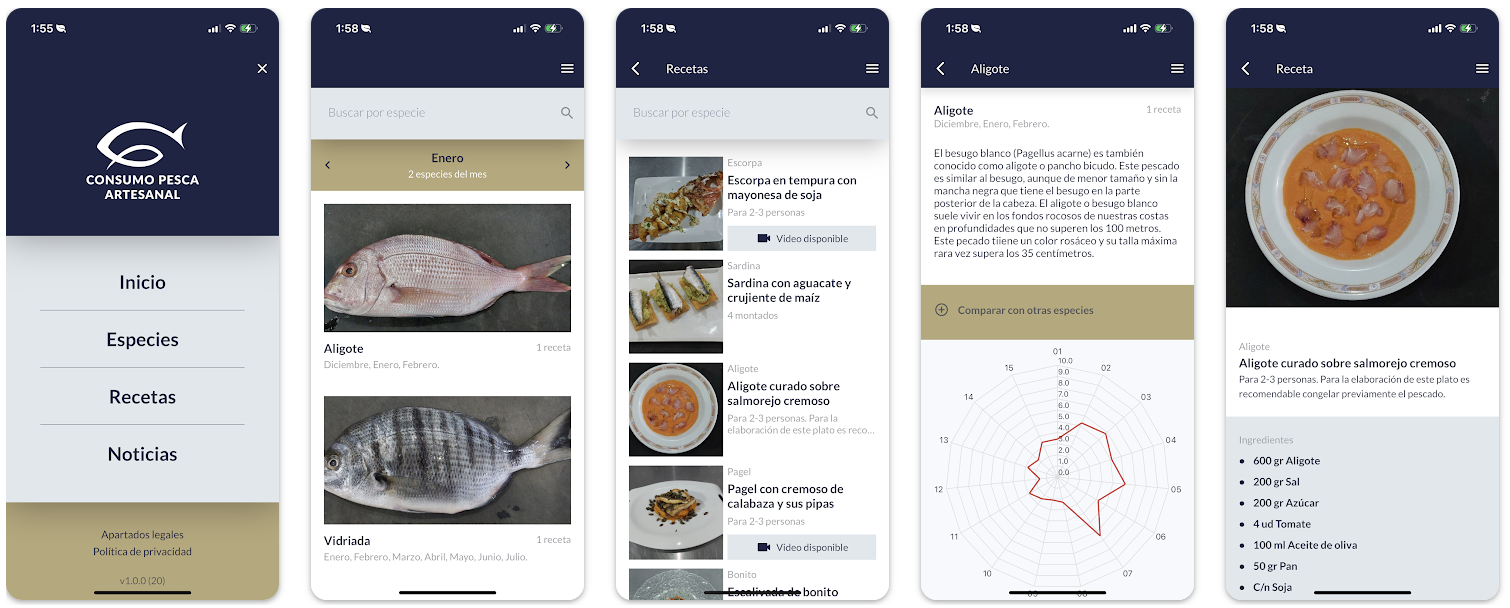 1:55
CONSUMO PESCA
ARTESANAL
Inicio
Especies
Recetas
Noticias
Apartados legales
Política de privacidad
v1.0.0 (20)
1:58
Buscar por especie
Enero
2 especies del mes
Aligote
1 receta
Diciembre, Enero, Febrero.
Vidriada
1 receta
Enero, Febrero, Marzo, Abril, Mayo, Junio, Julio.
1:58
Recetas
Buscar por especie
Escorpa
Escorpa en tempura con
mayonesa de soja
Para 2-3 personas
Video disponible
Sardina
Sardina con aguacate y
crujiente de maíz
4 montados
Aligote
Aligote curado sobre
salmorejo cremoso
Para 2-3 personas. Para la
elaboración de este plato es reco...
Pagel
Pagel con cremoso de
calabaza y sus pipas
Para 2-3 personas
Video disponible
Bonito
Escalivada de bonito
1:58
Aligote
Aligote
1 receta
Diciembre, Enero, Febrero.
El besugo blanco (Pagellus acarne) es también
conocido como aligote o pancho bicudo. Este pescado
es similar al besugo, aunque de menor tamaño y sin la
mancha negra que tiene el besugo en la parte
posterior de la cabeza. El aligote o besugo blanco
suele vivir en los fondos rocosos de nuestras costas
en profundidades que no superen los 100 metros.
Este pecado tiiene un color rosáceo y su talla máxima
rara vez supera los 35 centímetros.
Comparar con otras especies
01
10.0
9.0
8.0
7.0
6.0
5.0
4.0
3.0
2.0
1.0
0.0
02
03
04
05
06
07
08
09
10
11
12
13
14
15
1:58
Receta
Aligote
Aligote curado sobre salmorejo cremoso
Para 2-3 personas. Para la elaboración de este plato es
recomendable congelar previamente el pescado.
Ingredientes
600 gr Aligote
200 gr Sal
200 gr Azúcar
4 ud Tomate
100 ml Aceite de oliva
50 gr Pan
C/n Soja